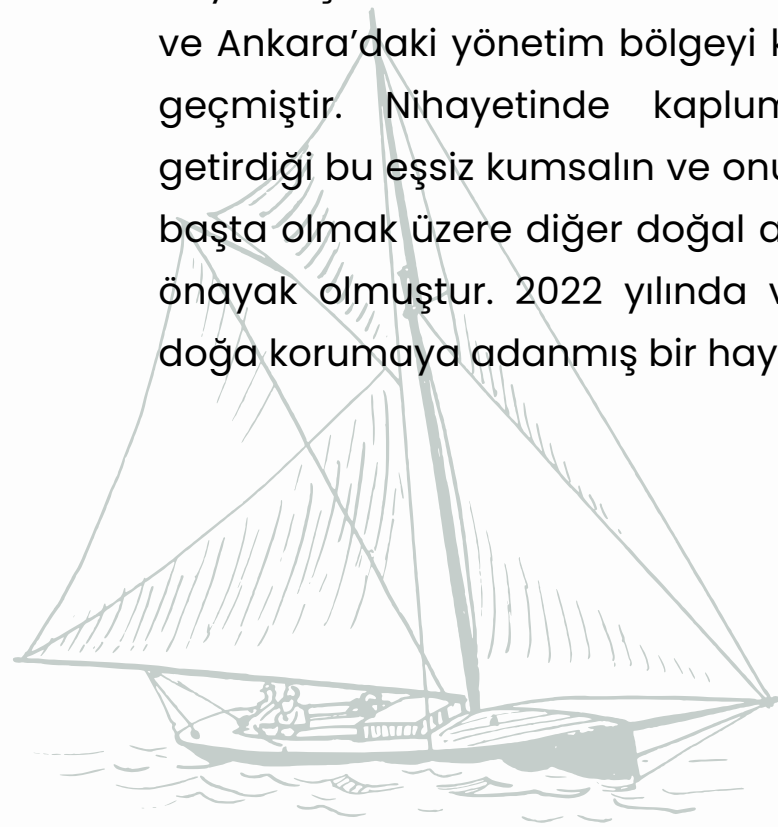 ve Ankara’daki yönetim bölgeyi
geçmiştir. Nihayetinde kaplum
getirdiği bu eşsiz kumsalın ve onu
başta olmak üzere diğer doğal a
önayak olmuştur. 2022 yılında
doğa korumaya adanmış bir hay